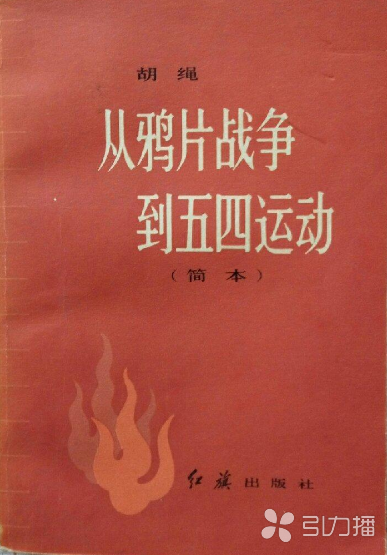 胡绳
从鸦片战争
到五四运动
（简本）
红旗出版社
引力播